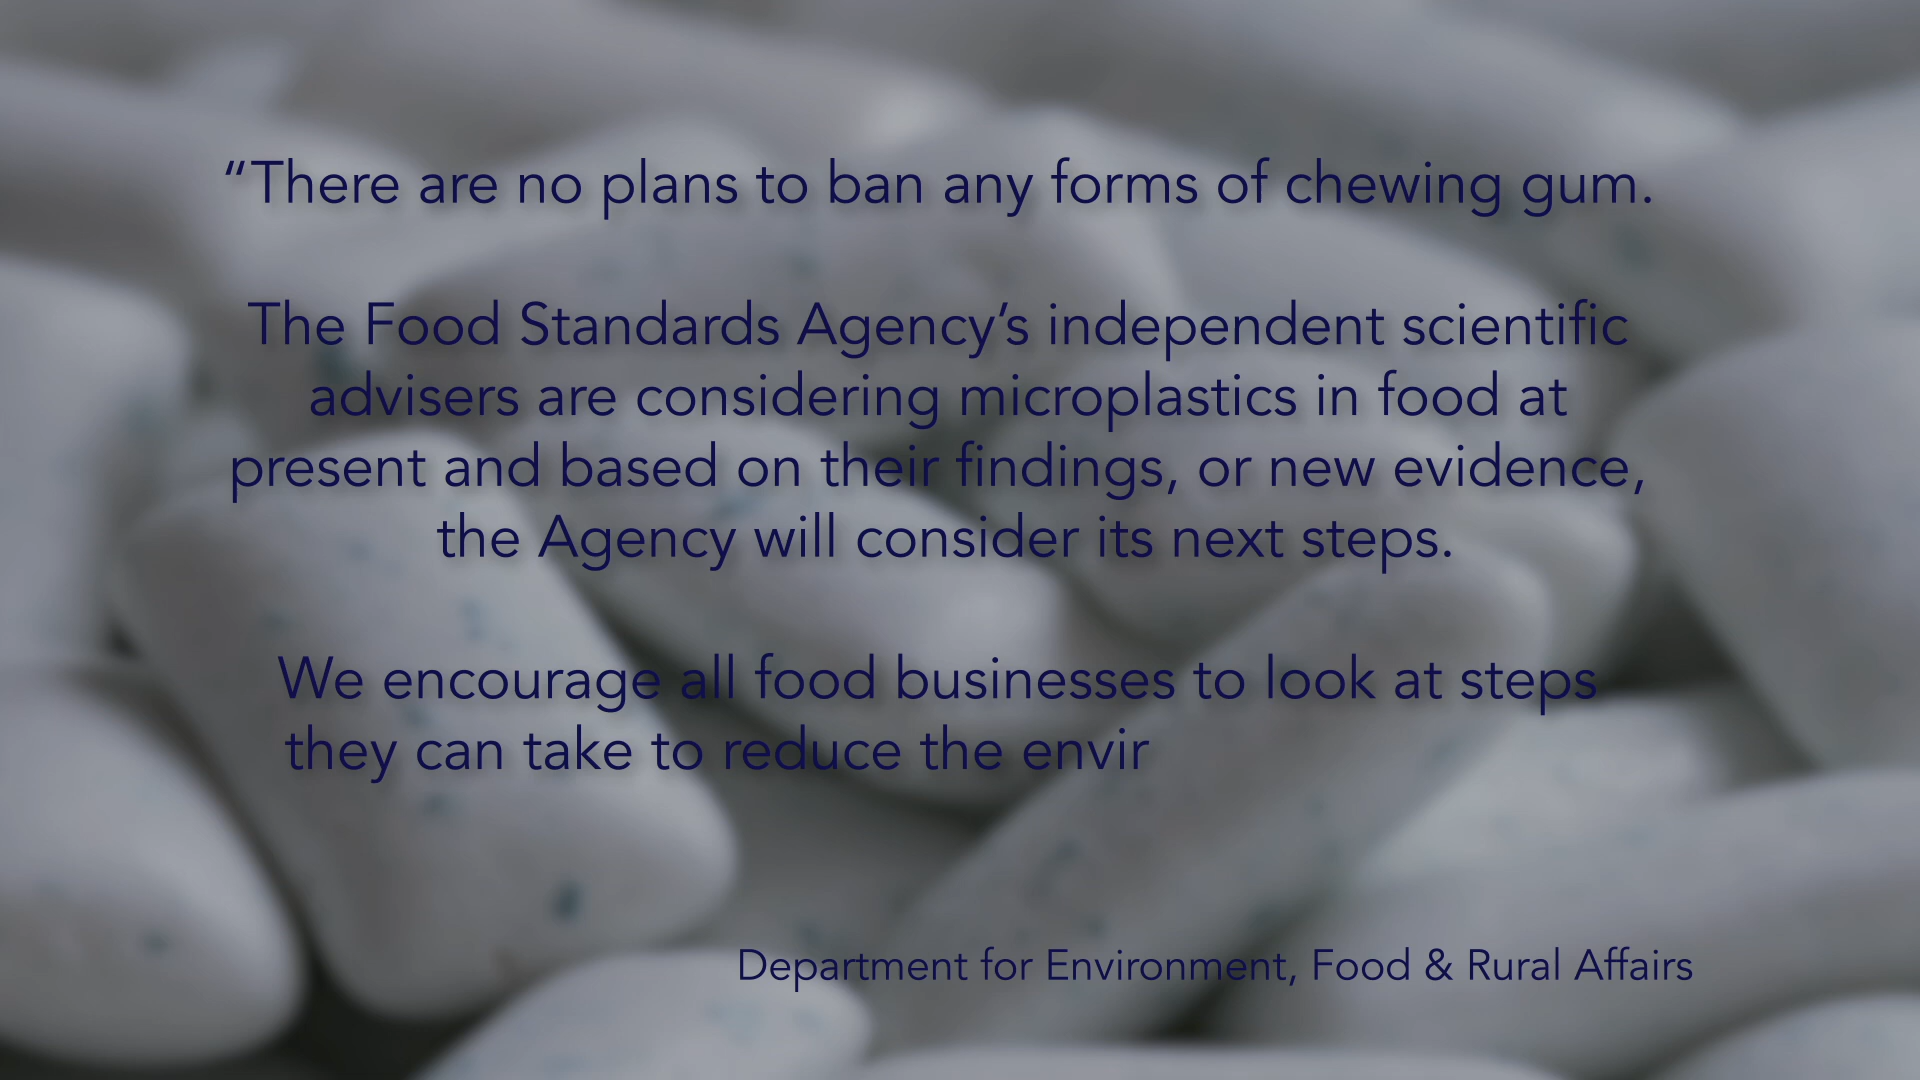 “There are no plans to ban any forms of chewing gum.
The Food Standards Agency’s independent scientific
advisers are considering microplastics in food at
present and based on their findings, or new evidence,
the Agency will consider its next steps.
We encourage all food businesses to look at steps
they can take to reduce the envir
Department for Environment, Food & Rural Affairs